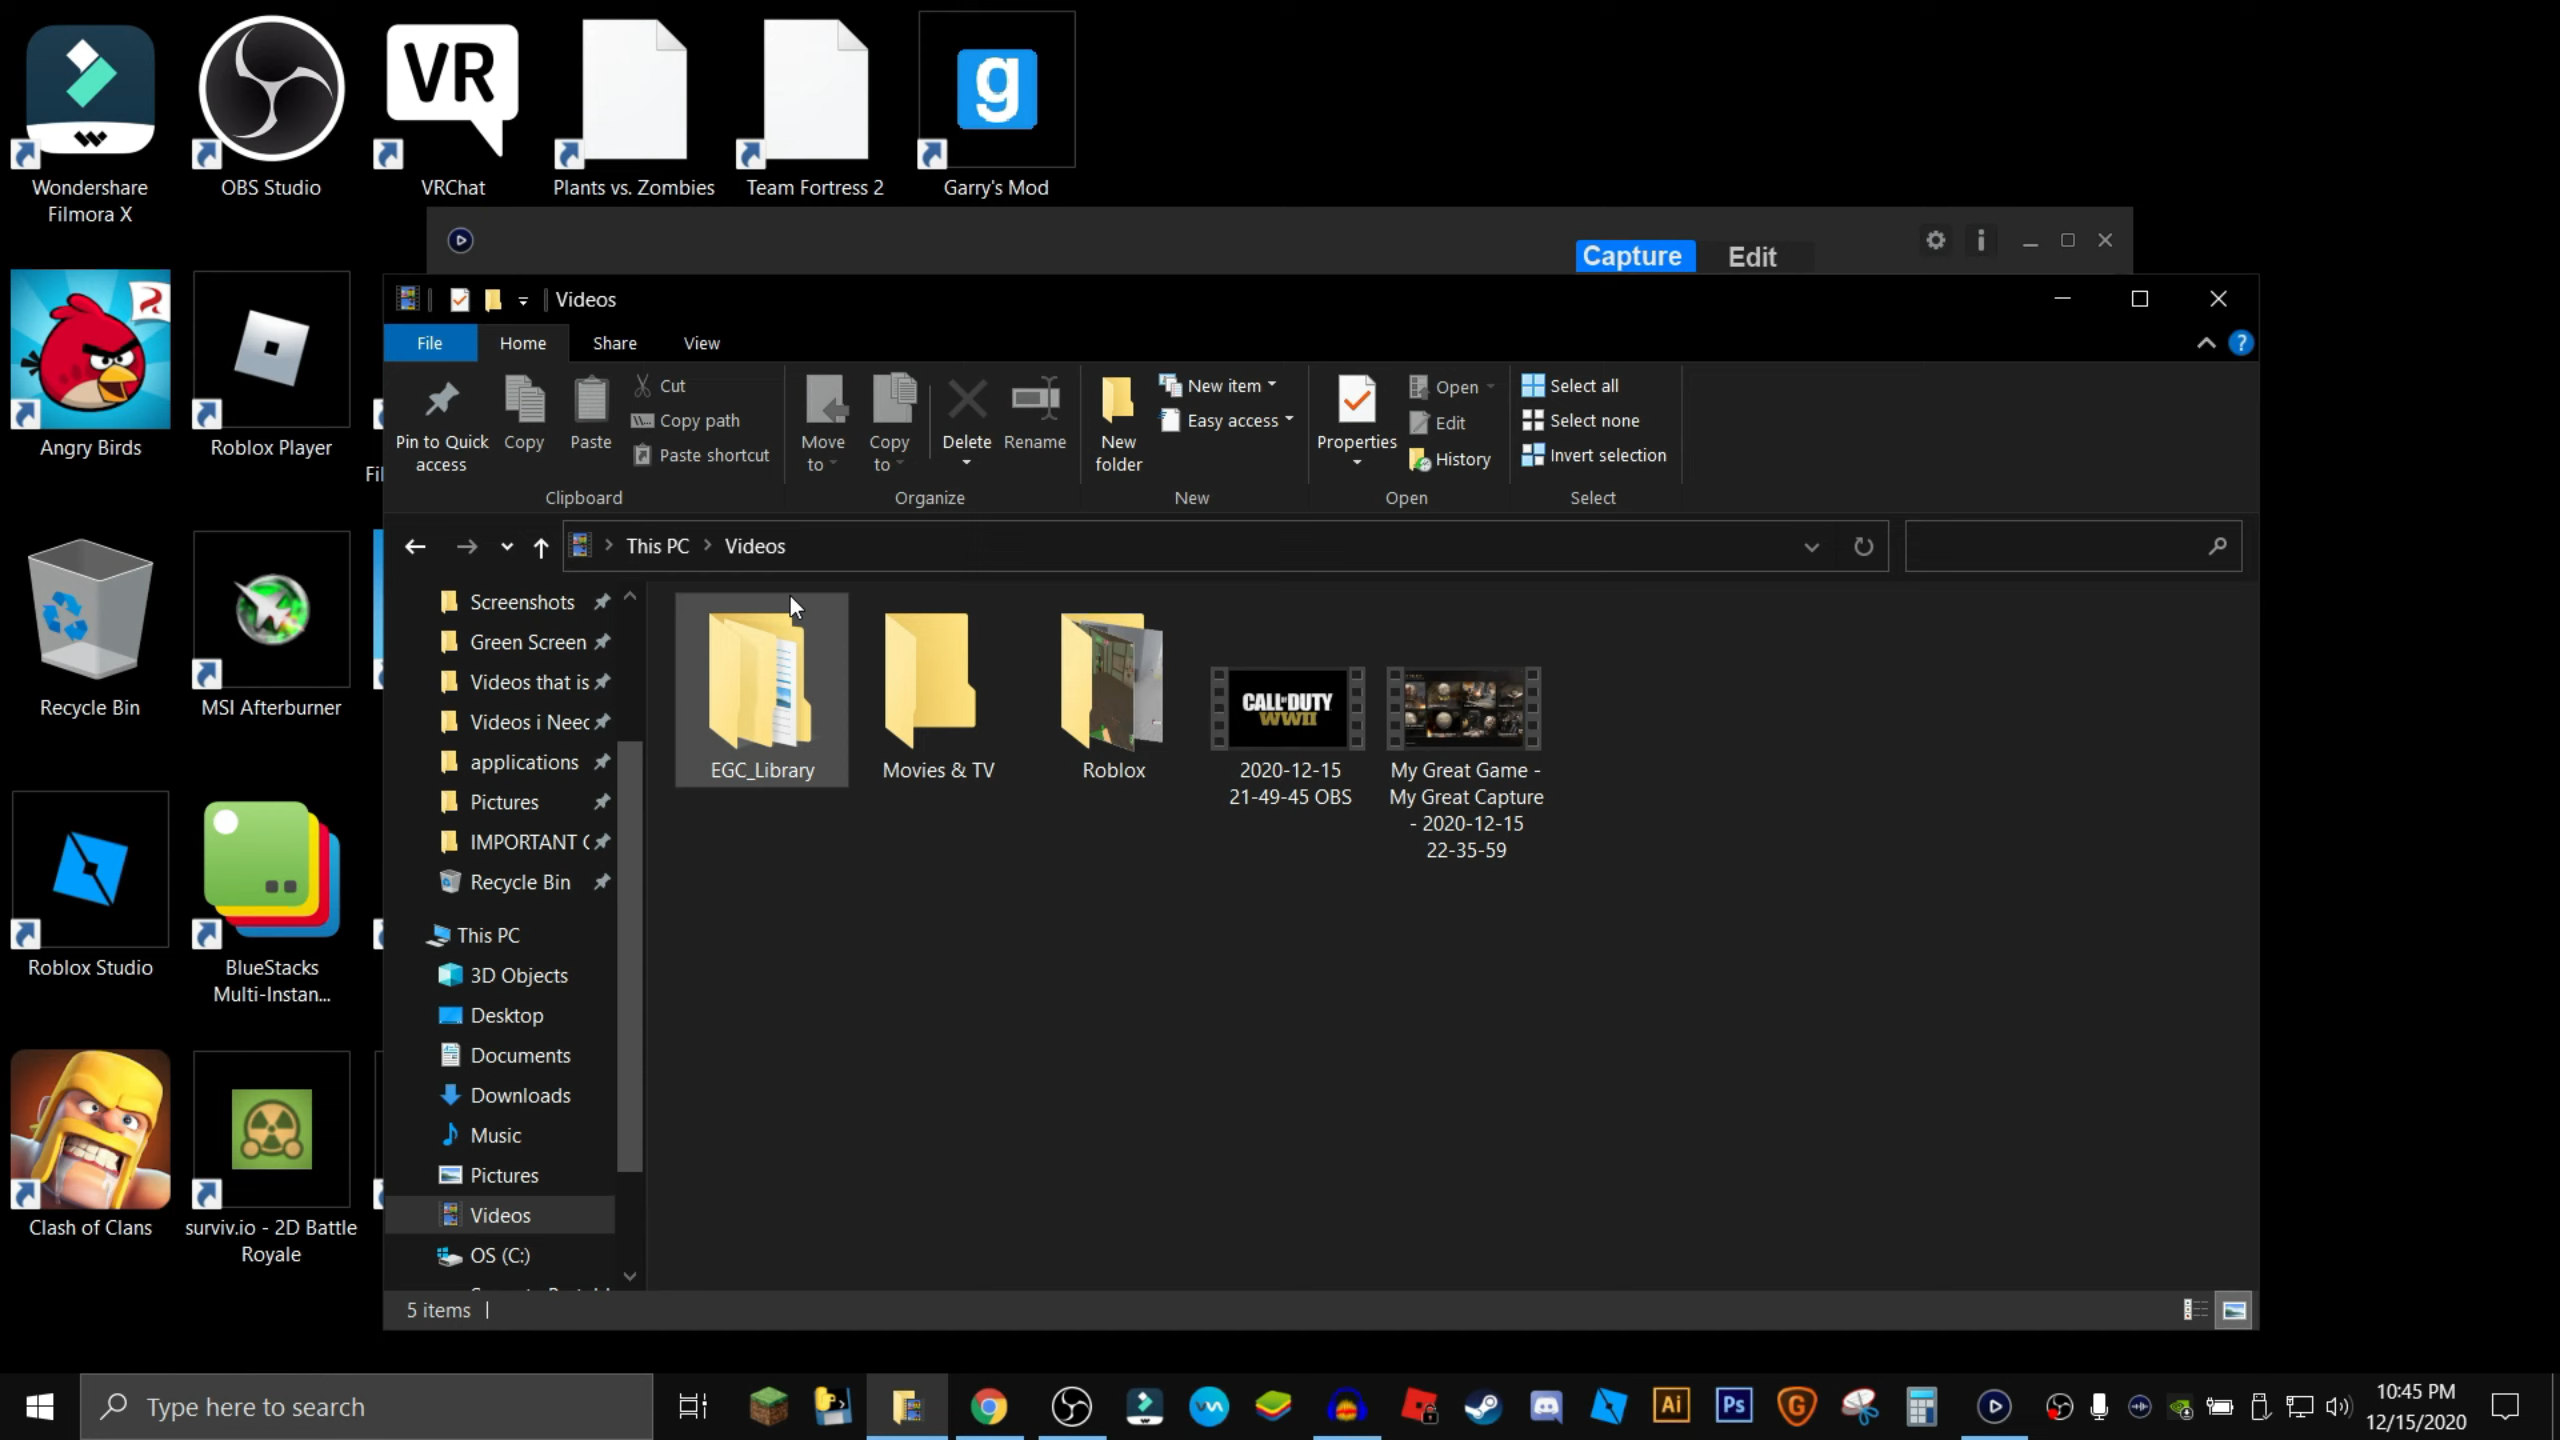 VR
g
Wondershare
Filmora X
OBS Studio
VRChat
Plants vs. Zombies
Team Fortress 2
Garry's Mod
Capture
Edit
Videos
File
Home
Share
View
Pin to Quick
access
Copy
Paste
Cut
Copy path
Paste shortcut
Clipboard
Move
to
Copy
to
Delete
Rename
Organize
New
folder
New item
Easy access
New
Properties
Open
Edit
History
Open
Select all
Select none
Invert selection
Select
This PC
Videos
Angry Birds
Roblox Player
Fil
Recycle Bin
MSI Afterburner
Roblox Studio
BlueStacks
Multi-Instan...
Clash of Clans
surviv.io - 2D Battle
Royale
Screenshots
Green Screen
Videos that is
Videos i Need
applications
Pictures
IMPORTANT
Recycle Bin
This PC
3D Objects
Desktop
Documents
Downloads
Music
Pictures
Videos
OS (C:)
EGC_Library
Movies & TV
Roblox
CALL OF DUTY
WWII
2020-12-15
21-49-45 OBS
My Great Game -
My Great Capture
- 2020-12-15
22-35-59
5 items
Type here to search
Ai
Ps
10:45 PM
12/15/2020